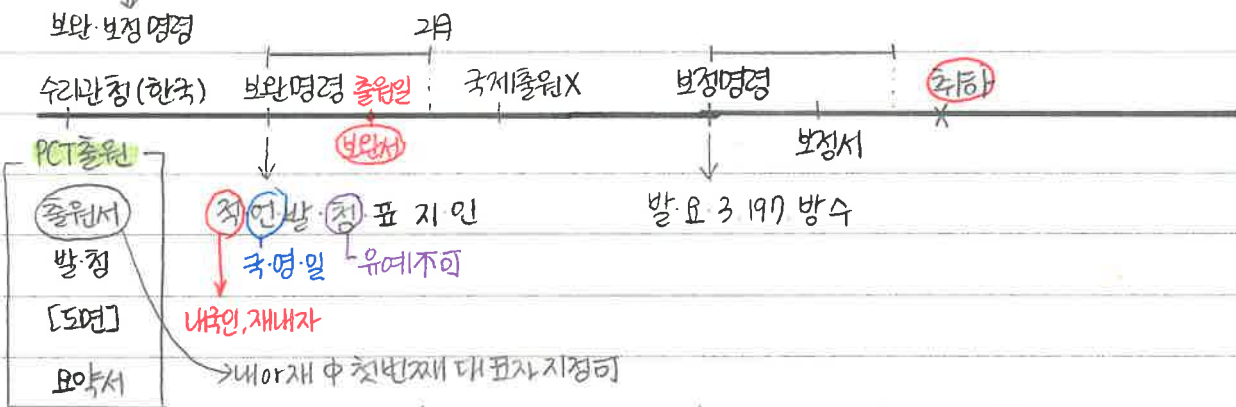 보완·보정 명령
2月
수리관청(한국) 보완명령 출원일 국제출원X 보정명령 취하
보완서 보정서
PCT출원
출원서 적·언·발·청·표 지 인 발·요·3 197 방 수
발·청 국·영·일 유예不可
[도면] 내국인, 재내자
요약서 내or재 中 첫번째 대표자 지정可